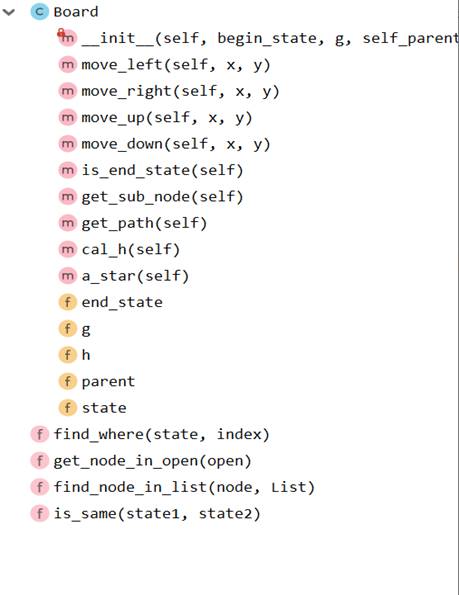 C Board
m __init__(self, begin_state, g, self_parent
m move_left(self, x, y)
m move_right(self, x, y)
m move_up(self, x, y)
m move_down(self, x, y)
m is_end_state(self)
m get_sub_node(self)
m get_path(self)
m cal_h(self)
m a_star(self)
f end_state
f g
f h
f parent
f state
f find_where(state, index)
f get_node_in_open(open)
f find_node_in_list(node, List)
f is_same(state1, state2)